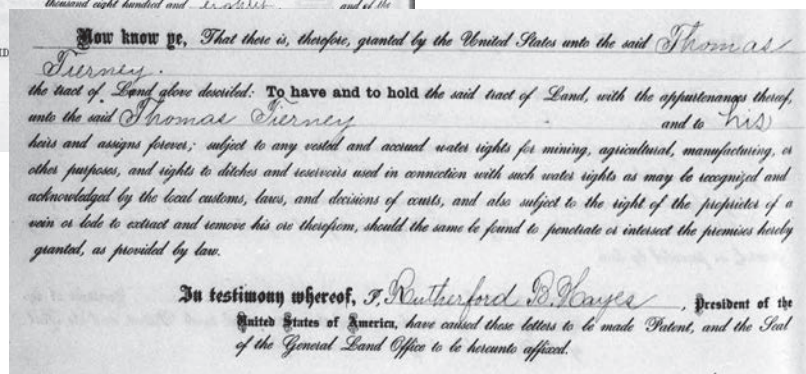 thousand eight hundred and eighty and of the
Now know ye, That there is, therefore, granted by the United States unto the said Thomas
Tierney.
the tract of Land above described: To have and to hold the said tract of Land, with the appurtenances thereof,
unto the said Thomas Tierney and to his
heirs and assigns forever; subject to any vested and accrued water rights for mining, agricultural, manufacturing, or
other purposes, and rights to ditches and reservoirs used in connection with such water rights as may be recognized and
acknowledged by the local customs, laws, and decisions of courts, and also subject to the right of the proprietor of a
vein or lode to extract and remove his ore therefrom, should the same be found to penetrate or intersect the premises hereby
granted, as provided by law.
In testimony whereof, I, Rutherford B. Hayes, President of the
United States of America, have caused these letters to be made Patent, and the Seal
of the General Land Office to be hereunto affixed.